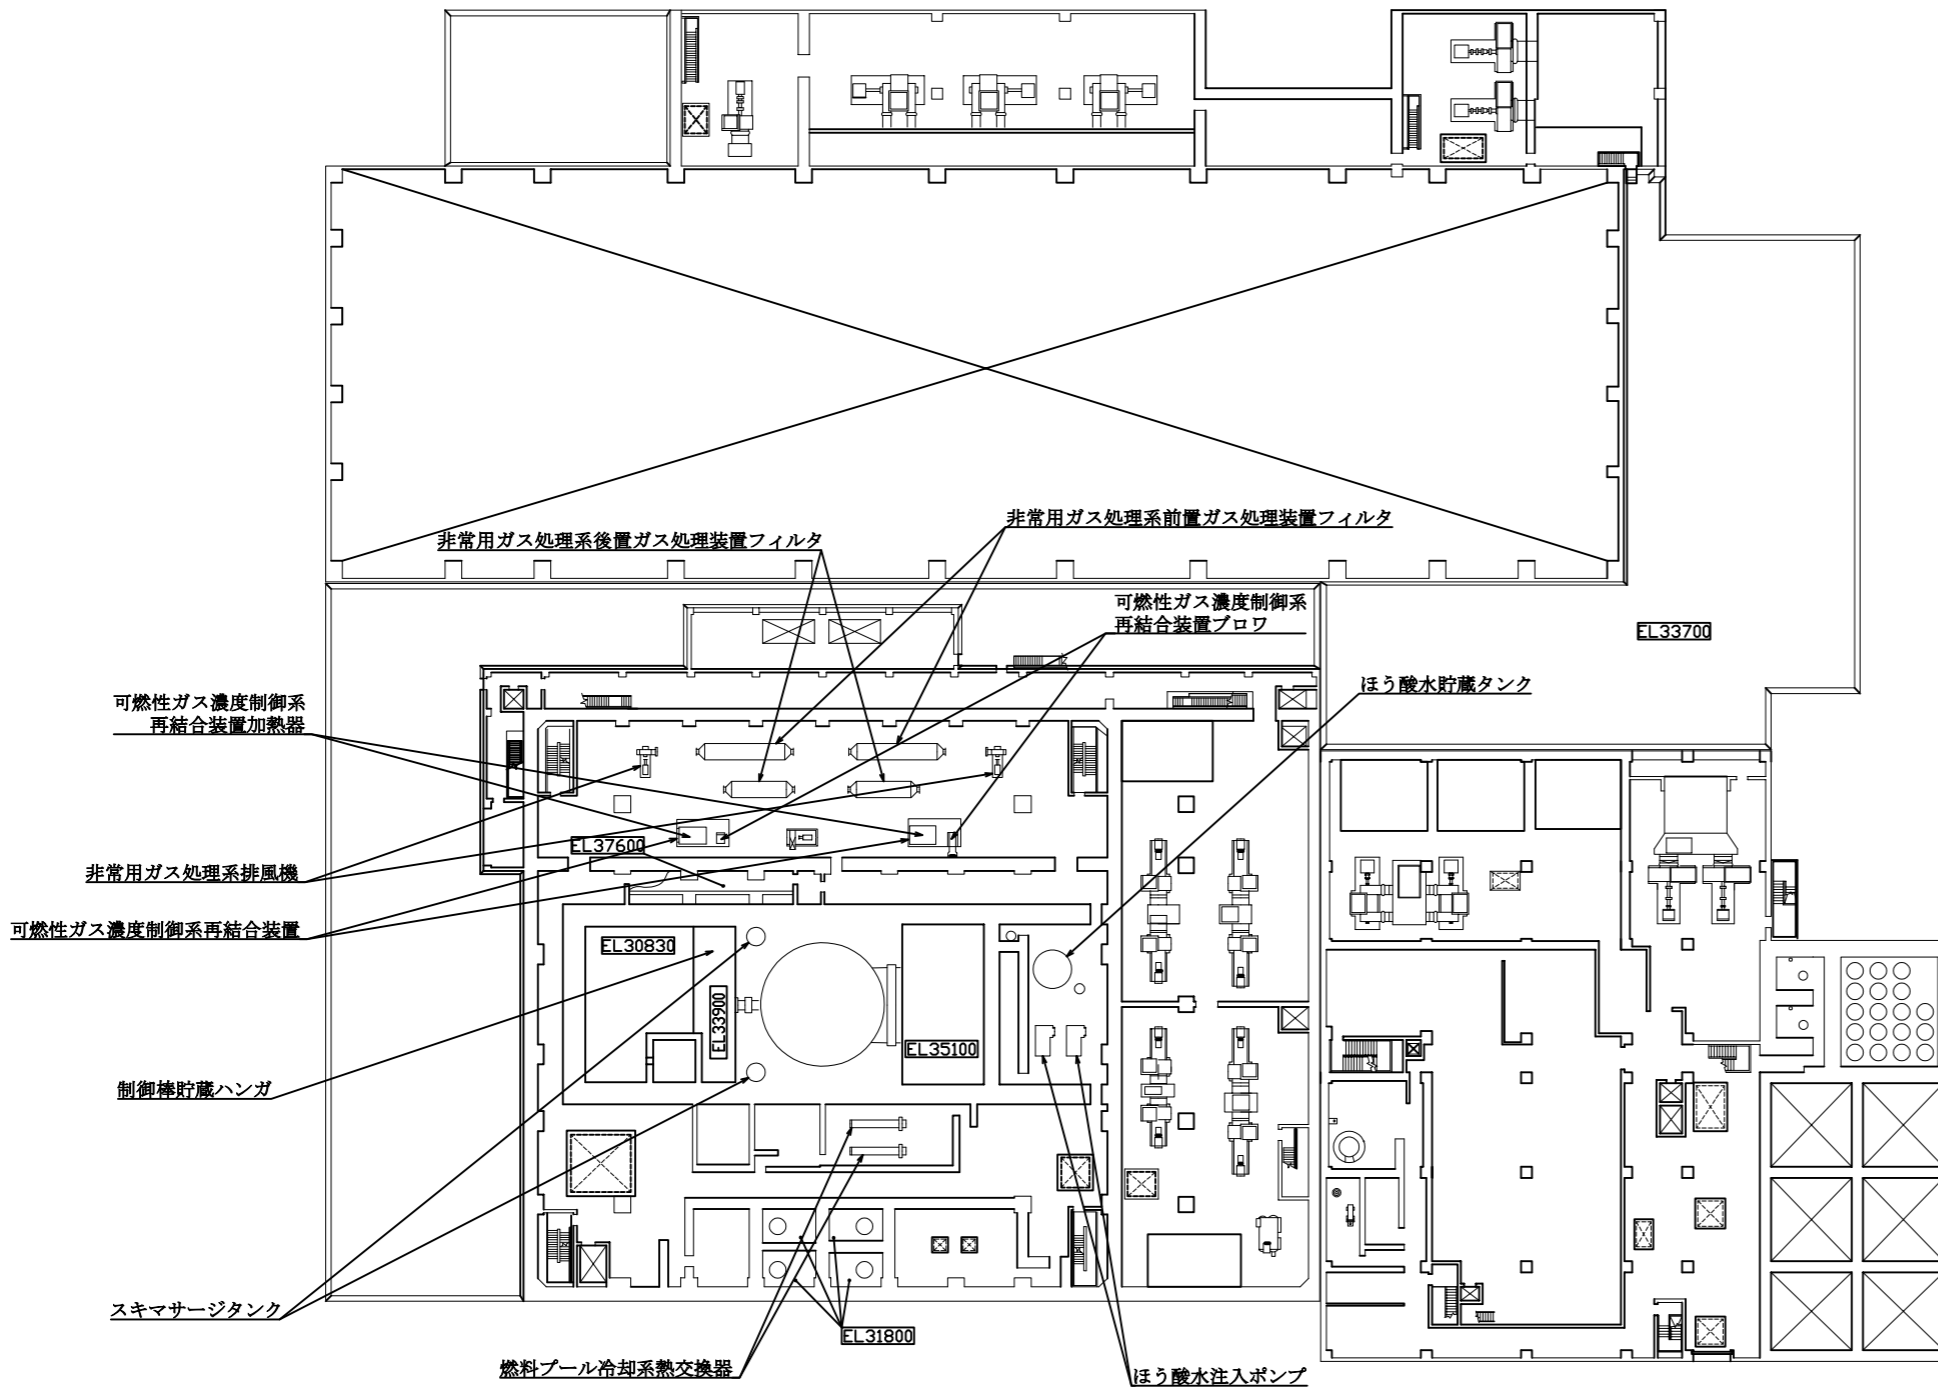 非常用ガス処理系前置ガス処理装置フィルタ
非常用ガス処理系後置ガス処理装置フィルタ
可燃性ガス濃度制御系
再結合装置ブロワ
EL33700
ほう酸水貯蔵タンク
可燃性ガス濃度制御系
再結合装置加熱器
EL37600
非常用ガス処理系排風機
可燃性ガス濃度制御系再結合装置
EL30830
EL33900
EL35100
制御棒貯蔵ハンガ
スキマサージタンク
EL31800
燃料プール冷却系熱交換器
ほう酸水注入ポンプ